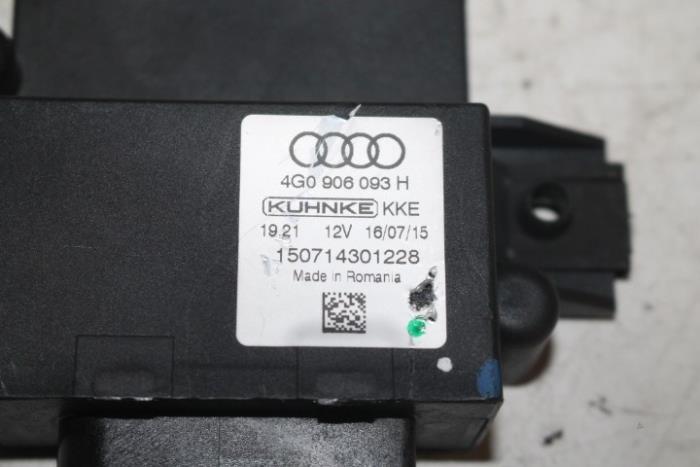 4G0 906 093 H
KUHNKE KKE
19.21 12V 16/07/15
150714301228
Made in Romania